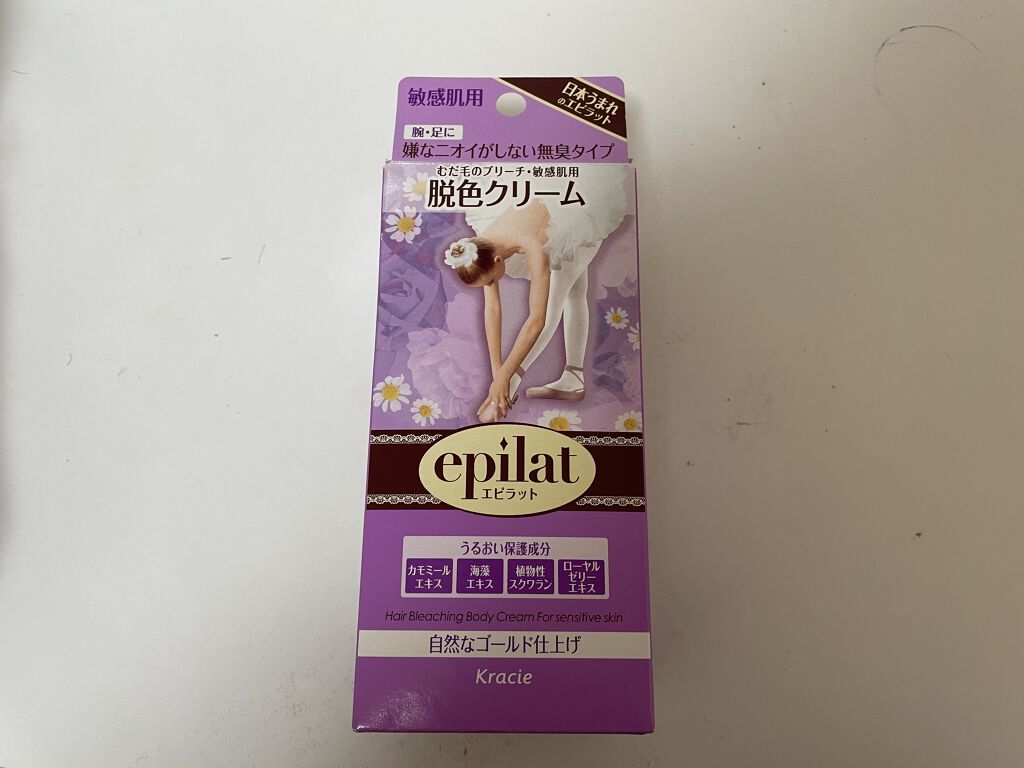 敏感肌用
日本うまれ
のエピラット
腕・足に
嫌なニオイがしない無臭タイプ
むだ毛のブリーチ・敏感肌用
脱色クリーム
epilat
エピラット
うるおい保護成分
カモミール
エキス
海藻
エキス
植物性
スクワラン
ローヤル
ゼリー
エキス
Hair Bleaching Body Cream For sensitive skin
自然なゴールド仕上げ
Kracie